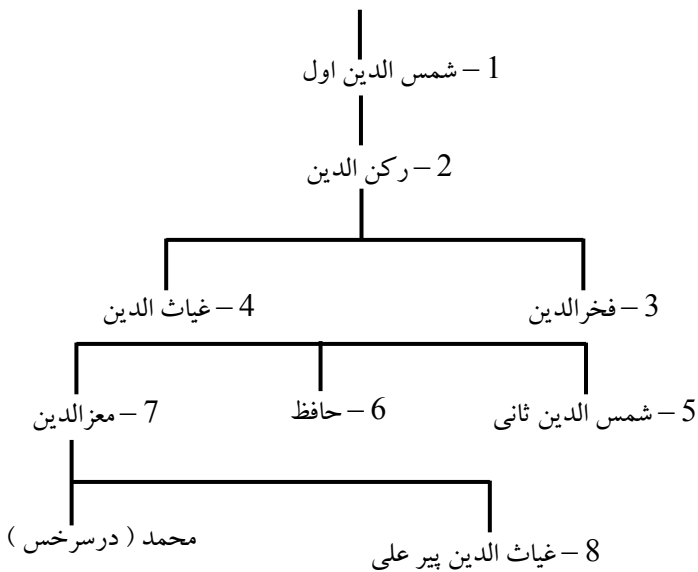 1 – شمس الدین اول
2 – رکن الدین
3 – فخرالدین
4 – غیاث الدین
5 – شمس الدین ثانی
6 – حافظ
7 – معزالدین
8 – غیاث الدین پیر علی
محمد ( درسرخس )